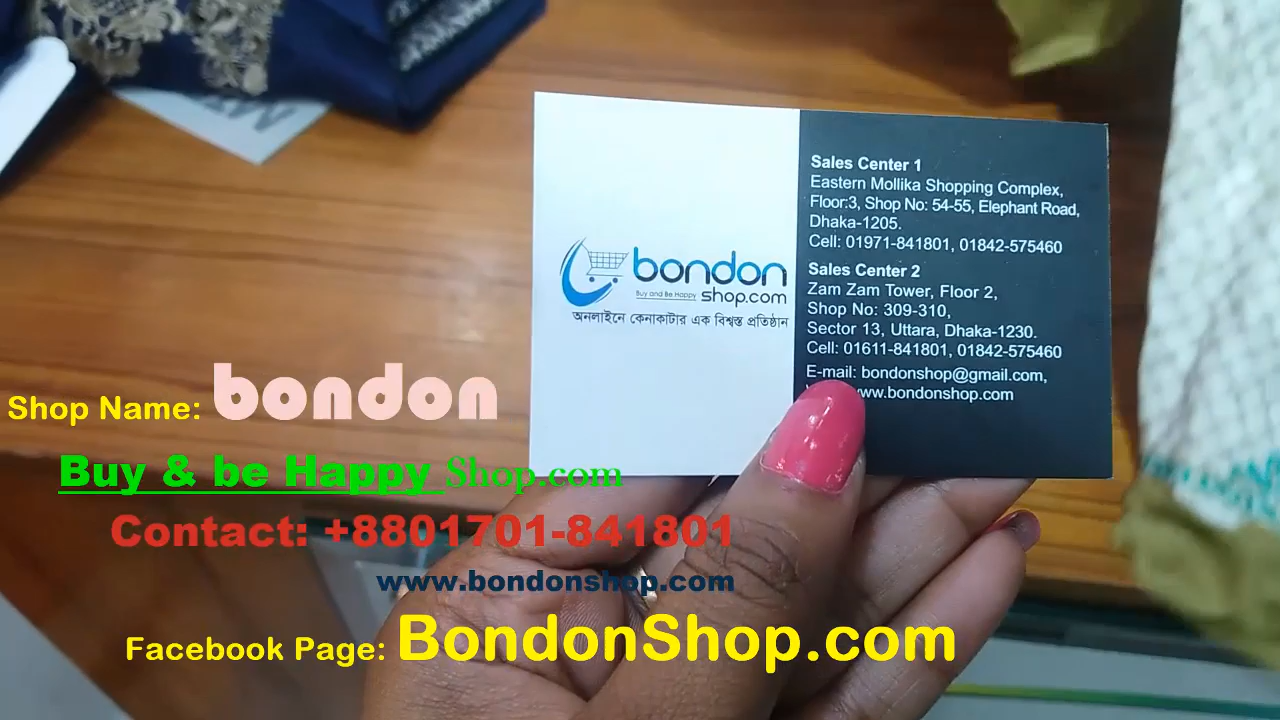 bondon
Buy and Be Happy shop.com
অনলাইনে কেনাকাটার এক বিশ্বস্ত প্রতিষ্ঠান
Sales Center 1
Eastern Mollika Shopping Complex,
Floor:3, Shop No: 54-55, Elephant Road,
Dhaka-1205.
Cell: 01971-841801, 01842-575460
Sales Center 2
Zam Zam Tower, Floor 2,
Shop No: 309-310,
Sector 13, Uttara, Dhaka-1230.
Cell: 01611-841801, 01842-575460
E-mail: bondonshop@gmail.com,
www.bondonshop.com
Shop Name: bondon
Buy & be Happy Shop.com
Contact: +8801701-841801
www.bondonshop.com
Facebook Page: BondonShop.com